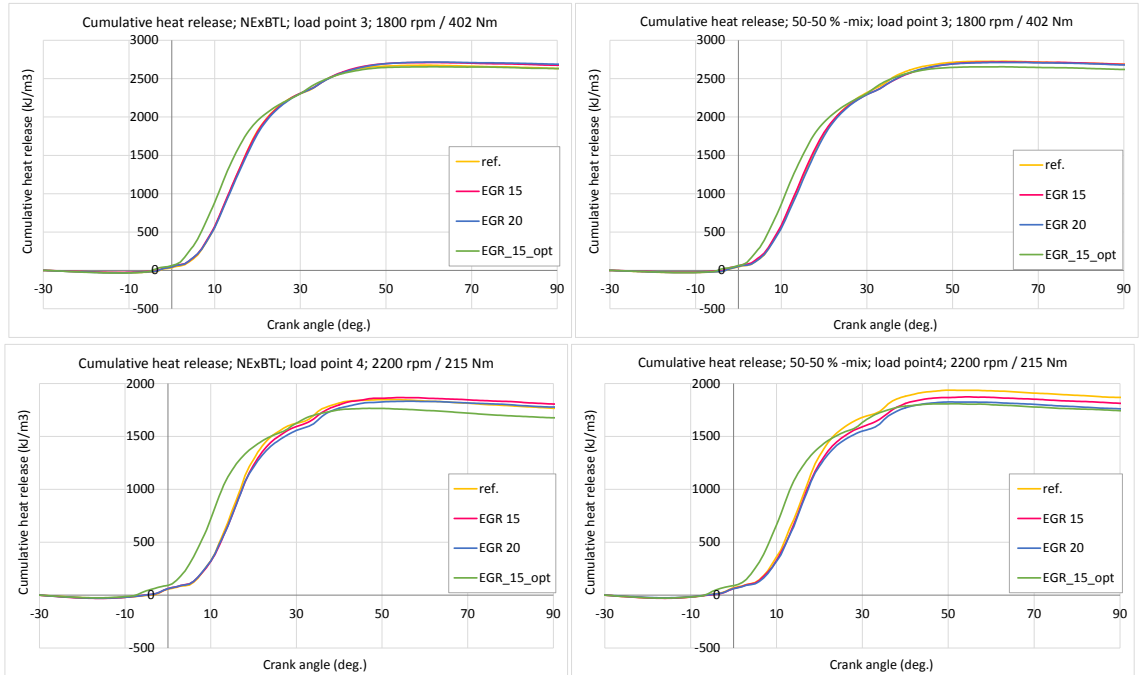 Cumulative heat release; NExBTL; load point 3; 1800 rpm / 402 Nm
3000
2500
2000
1500
1000
500
0
-500
-30
-10
10
30
50
70
90
Cumulative heat release (kJ/m3)
Crank angle (deg.)
ref.
EGR 15
EGR 20
EGR_15_opt
Cumulative heat release; 50-50 % -mix; load point 3; 1800 rpm / 402 Nm
3000
2500
2000
1500
1000
500
0
-500
-30
-10
10
30
50
70
90
Cumulative heat release (kJ/m3)
Crank angle (deg.)
ref.
EGR 15
EGR 20
EGR_15_opt
Cumulative heat release; NExBTL; load point 4; 2200 rpm / 215 Nm
2000
1500
1000
500
0
-500
-30
-10
10
30
50
70
90
Cumulative heat release (kJ/m3)
Crank angle (deg.)
ref.
EGR 15
EGR 20
EGR_15_opt
Cumulative heat release; 50-50 % -mix; load point4; 2200 rpm / 215 Nm
2000
1500
1000
500
0
-500
-30
-10
10
30
50
70
90
Cumulative heat release (kJ/m3)
Crank angle (deg.)
ref.
EGR 15
EGR 20
EGR_15_opt